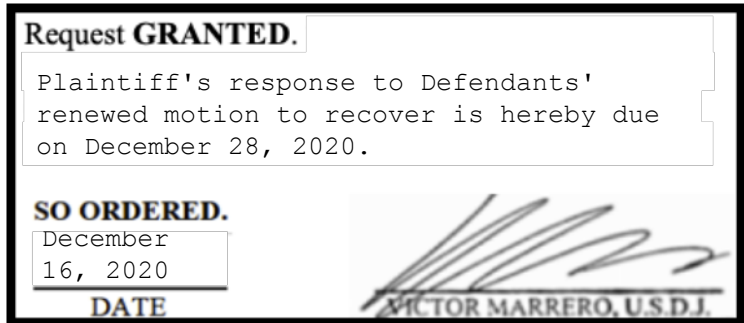 Request GRANTED.
Plaintiff's response to Defendants'
renewed motion to recover is hereby due
on December 28, 2020.
SO ORDERED.
December
16, 2020
DATE
VICTOR MARRERO, U.S.D.J.